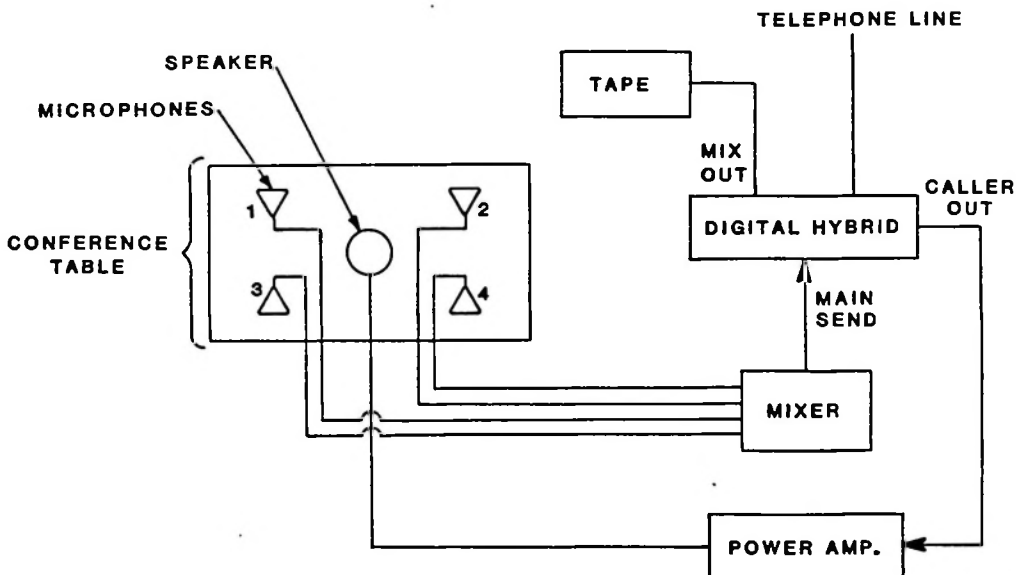 TELEPHONE LINE
SPEAKER
TAPE
MICROPHONES
MIX
OUT
CALLER
OUT
1
2
DIGITAL HYBRID
CONFERENCE
TABLE
3
4
MAIN
SEND
MIXER
POWER AMP.